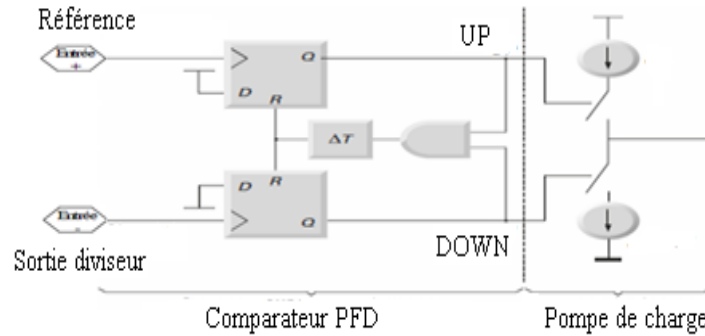 Référence
UP
Entrée
+
Q
D
R
ΔT
R
D
Q
Entrée
-
DOWN
Sortie diviseur
Comparateur PFD
Pompe de charge